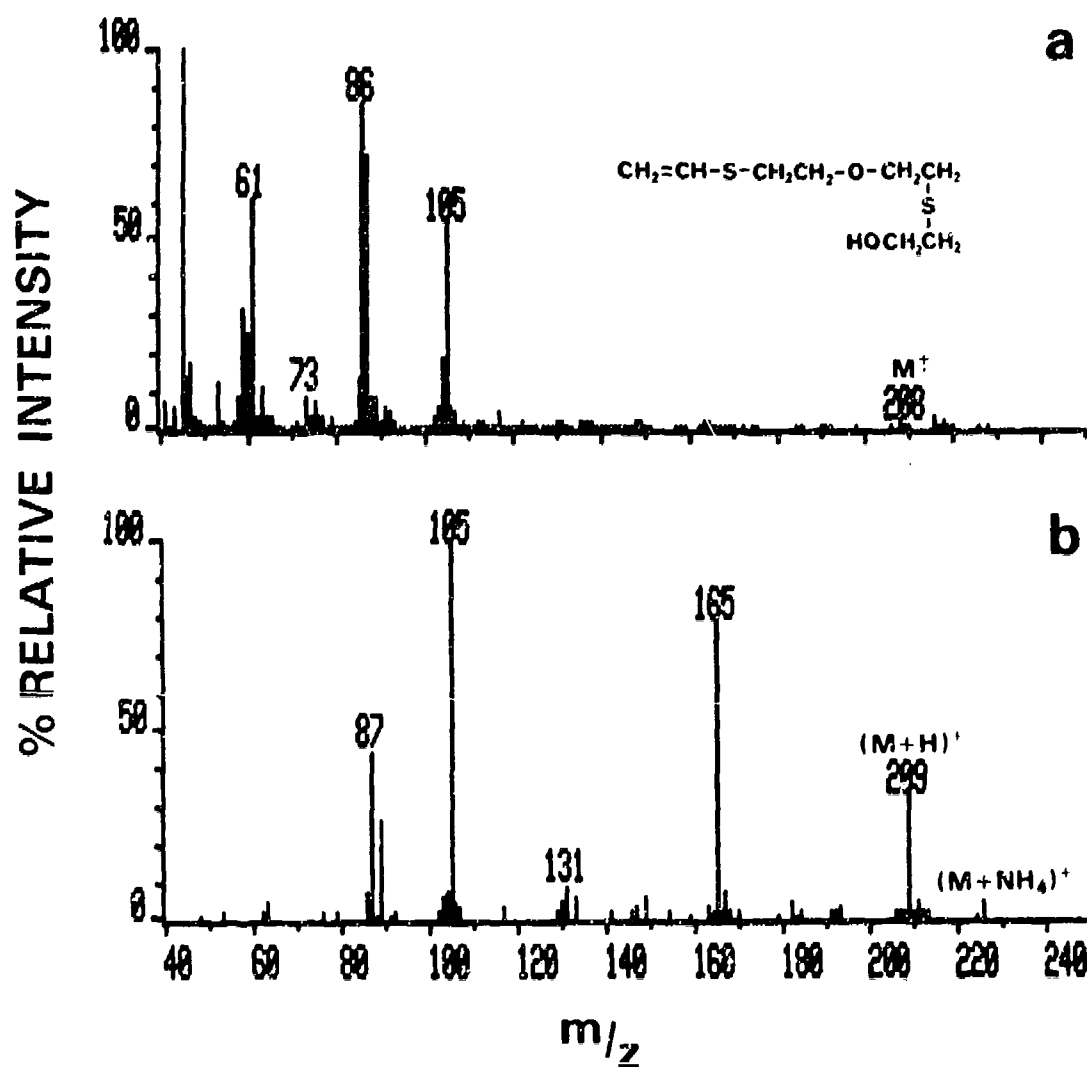 100
a
86
61
CH₂=CH-S-CH₂CH₂-O-CH₂CH₂
105
S
50
HOCH₂CH₂
73
M⁺
208
0
% RELATIVE INTENSITY
100
105
b
165
87
50
(M+H)⁺
209
131
(M+NH₄)⁺
0
40 60 80 100 120 140 160 180 200 220 240
m/z